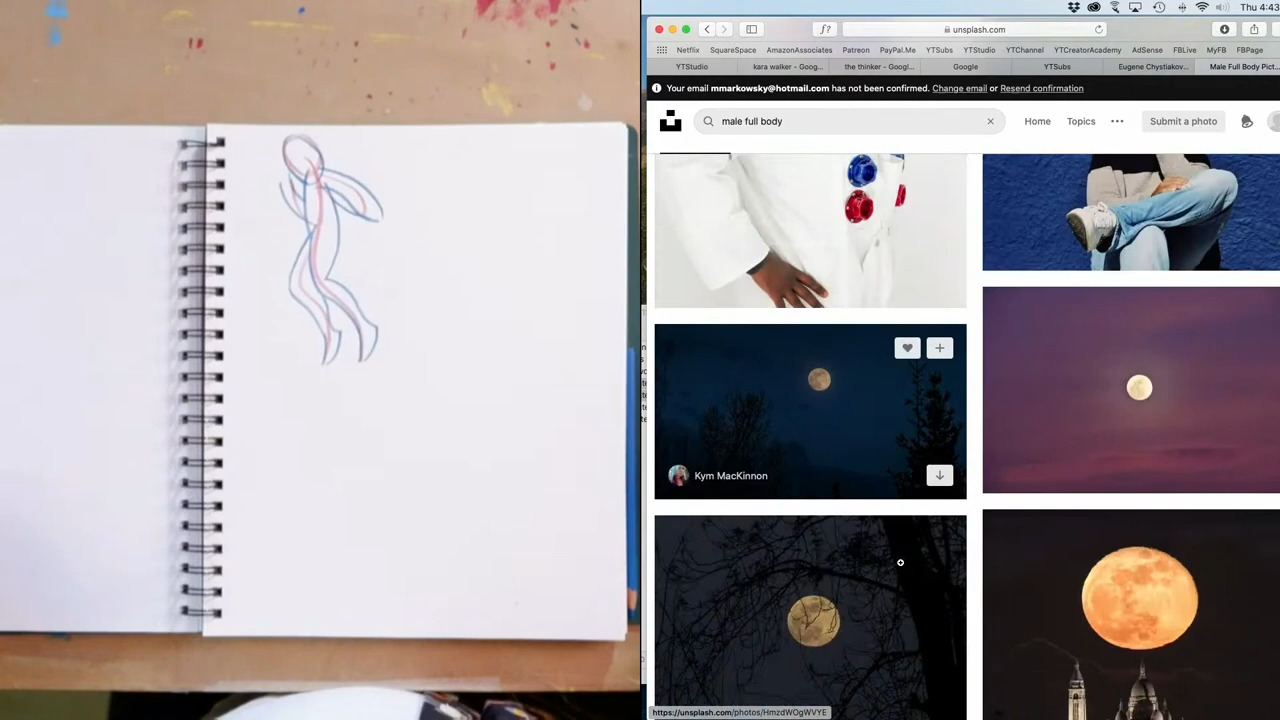 Thu 4:43
unsplash.com
Netflix SquareSpace AmazonAssociates Patreon PayPal.Me YTSubs YTStudio YTChannel YTCreatorAcademy AdSense FBLive MyFB FBPage
YTStudio kara walker - Goog... the thinker - Googl... Google YTSubs Eugene Chystiakov... Male Full Body Pict...
Your email mmarkowsky@hotmail.com has not been confirmed. Change email or Resend confirmation
male full body Home Topics Submit a photo
Kym MacKinnon
https://unsplash.com/photos/HmzdWOgWVYE